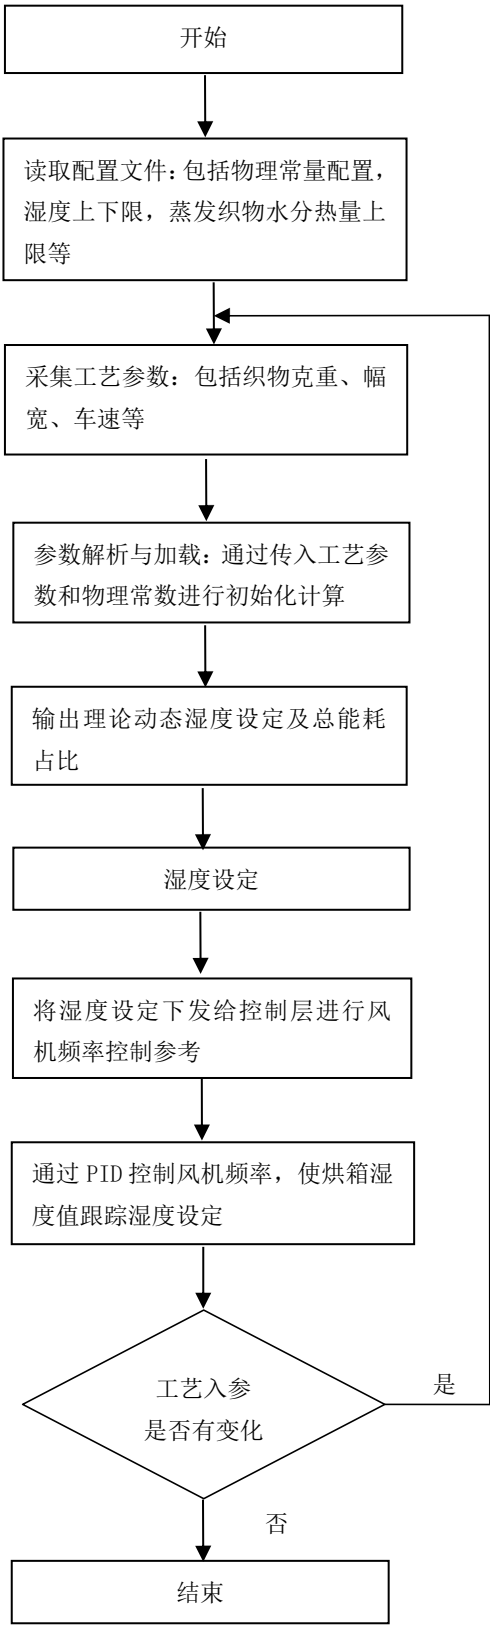 开始
读取配置文件：包括物理常量配置，
湿度上下限，蒸发织物水分热量上
限等
采集工艺参数：包括织物克重、幅
宽、车速等
参数解析与加载：通过传入工艺参
数和物理常数进行初始化计算
输出理论动态湿度设定及总能耗
占比
湿度设定
将湿度设定下发给控制层进行风
机频率控制参考
通过 PID 控制风机频率，使烘箱湿
度值跟踪湿度设定
工艺入参
是否有变化
是
否
结束